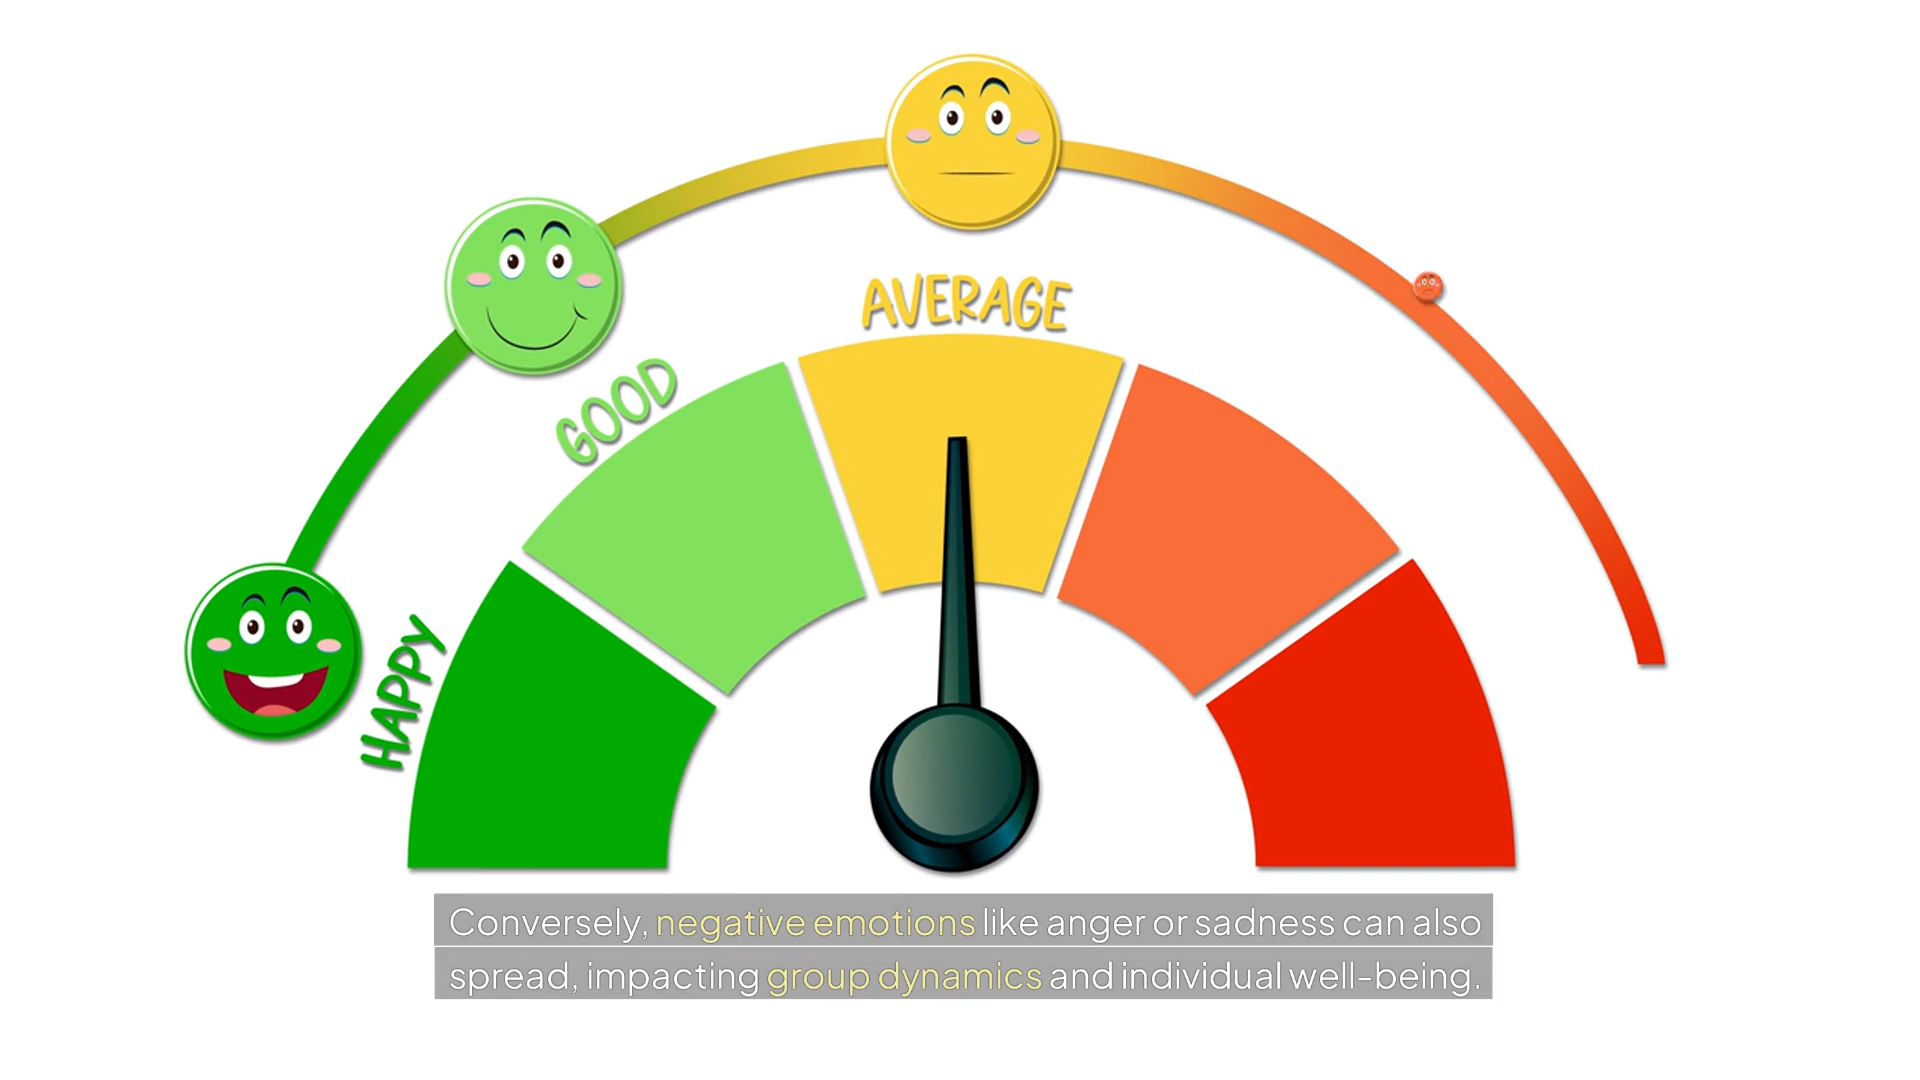 AVERAGE
GOOD
HAPPY
Conversely, negative emotions like anger or sadness can also
spread, impacting group dynamics and individual well-being.